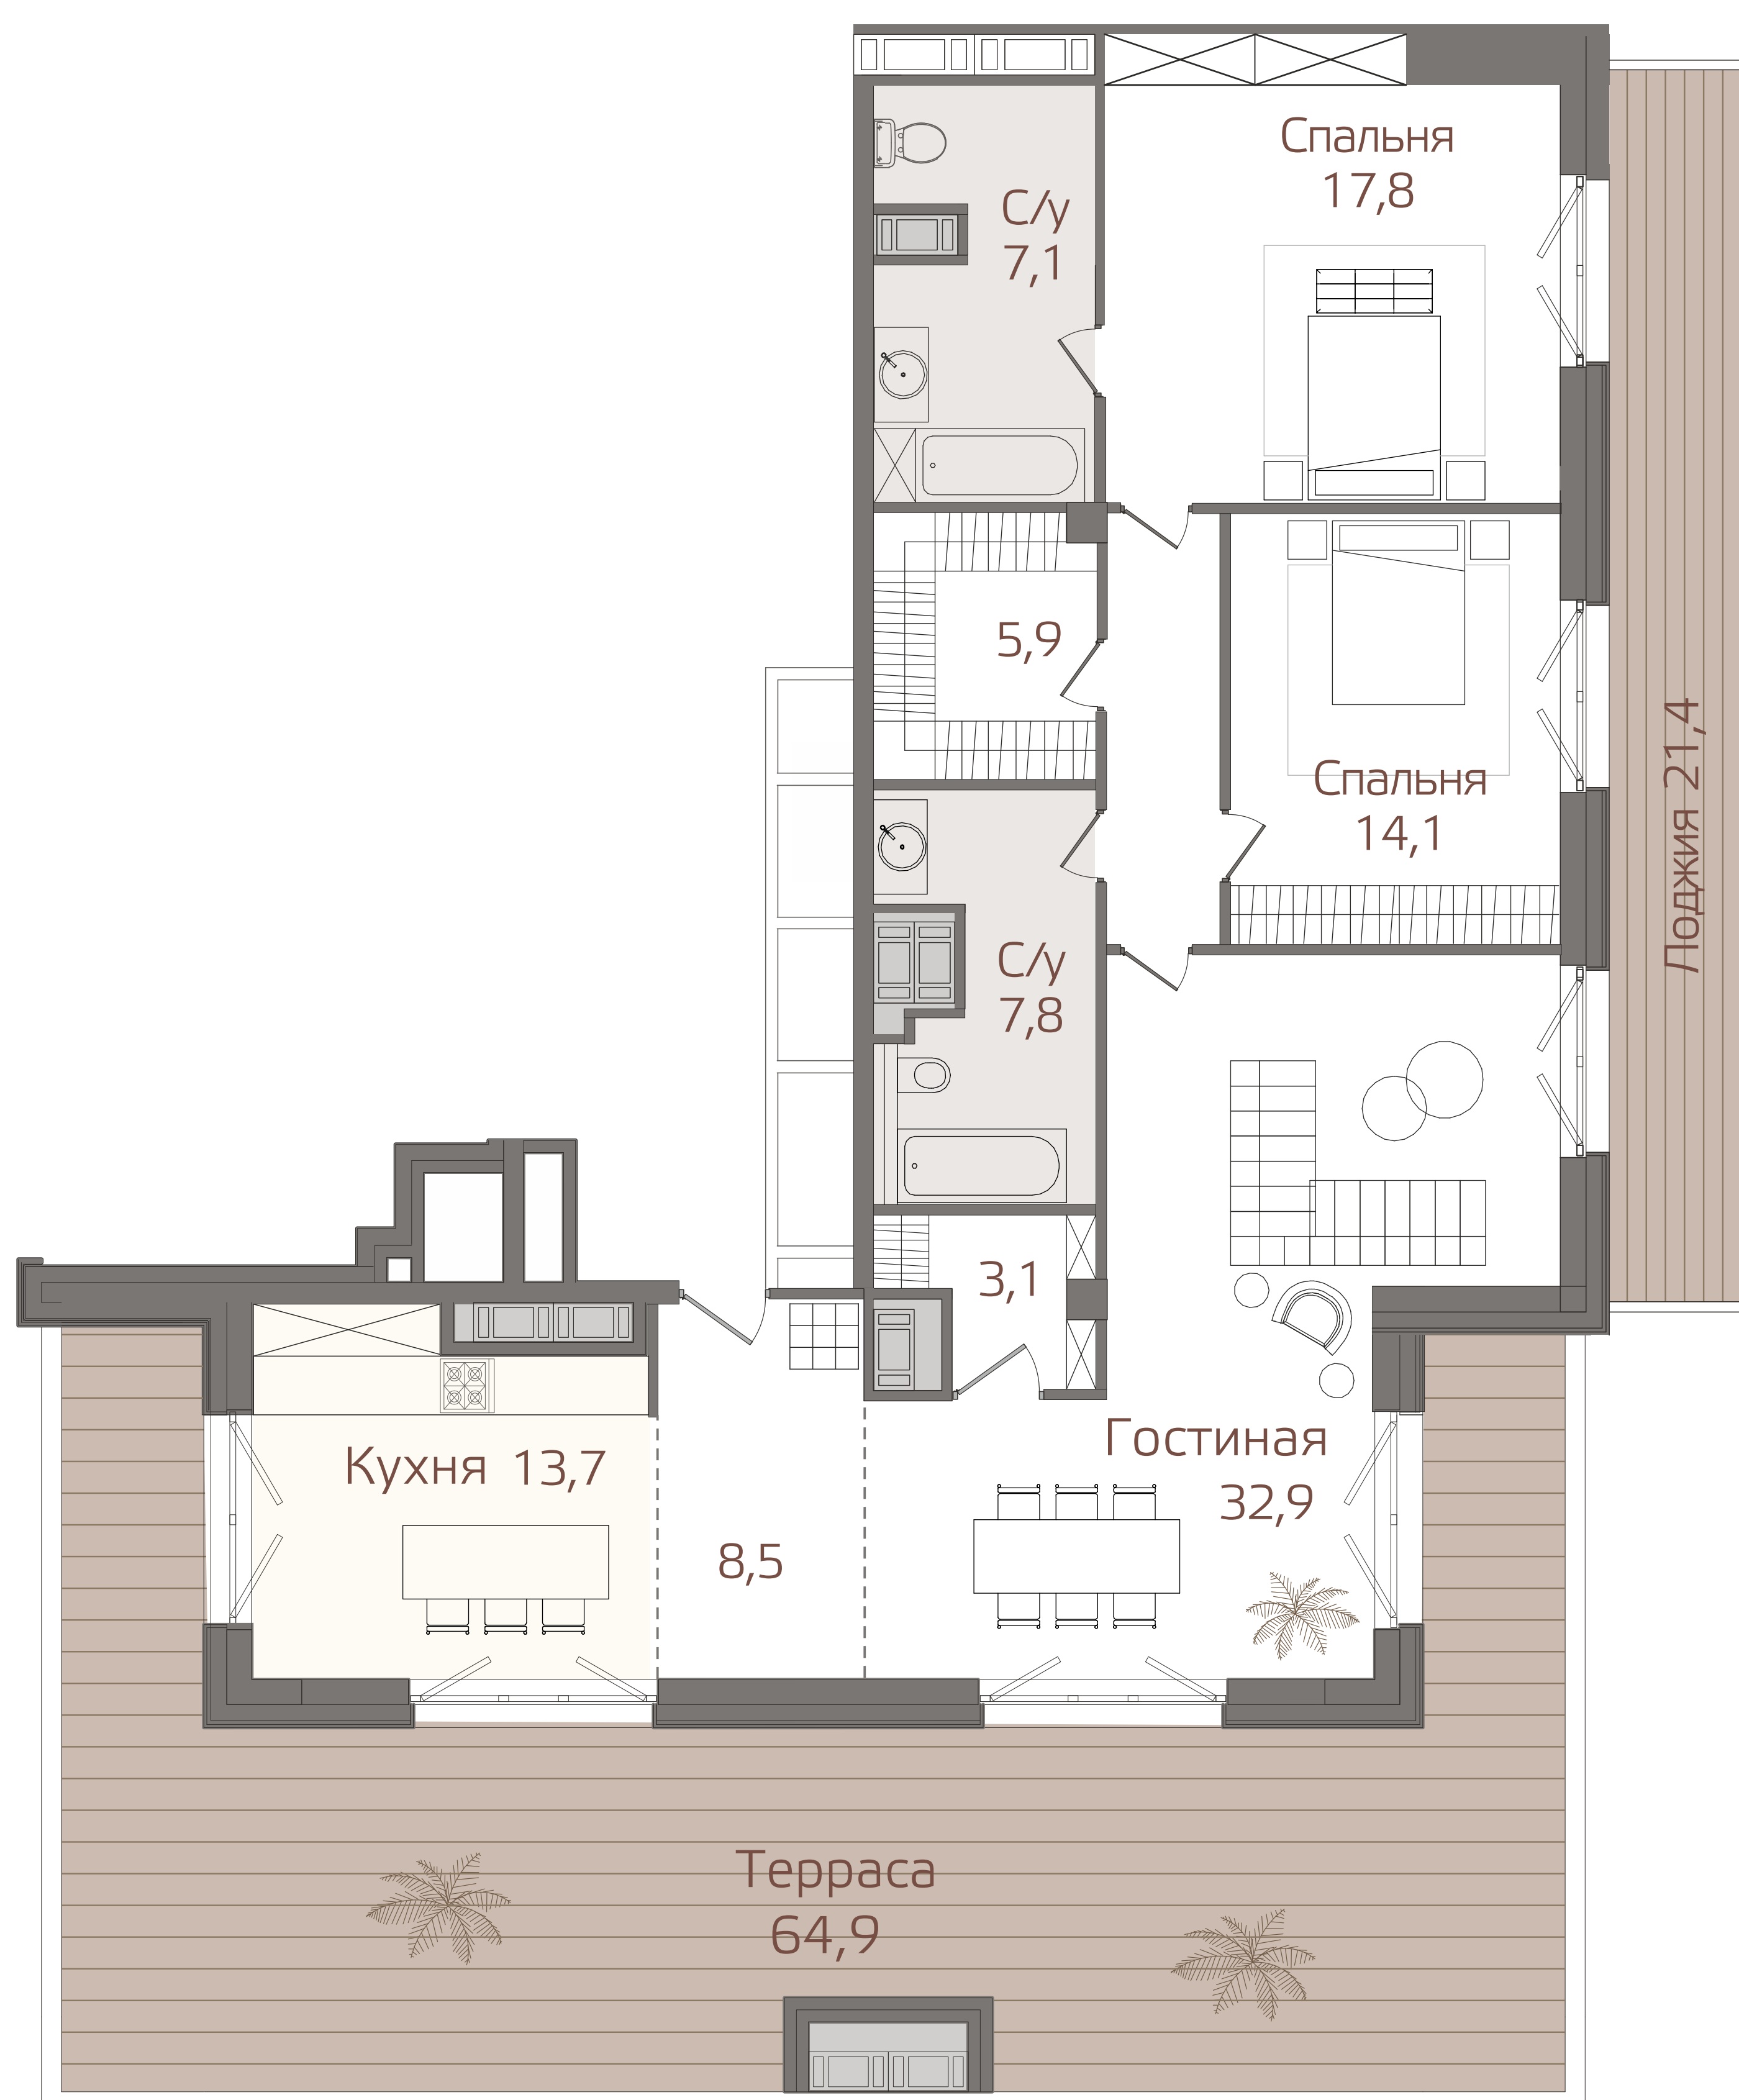 Спальня
17,8
С/у
7,1
5,9
Спальня
14,1
Лоджия 21,4
С/у
7,8
3,1
Гостиная
32,9
Кухня 13,7
8,5
Терраса
64,9